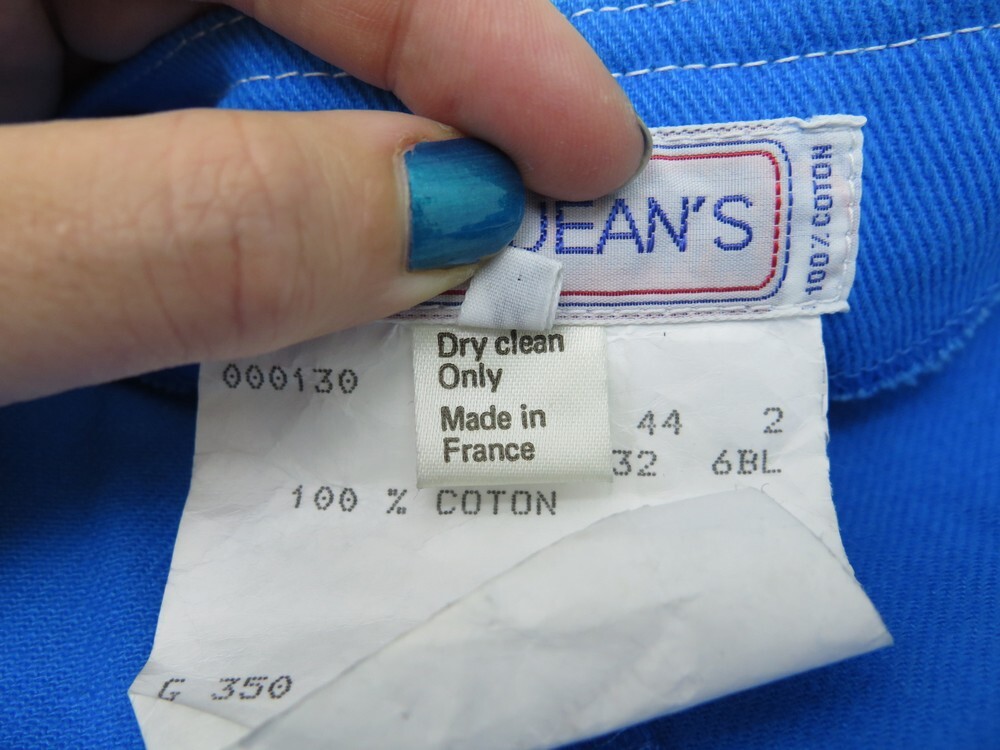 JEAN'S
100% COTON
Dry clean
Only
Made in
France
000130
44 2
32 6BL
100 % COTON
G 350